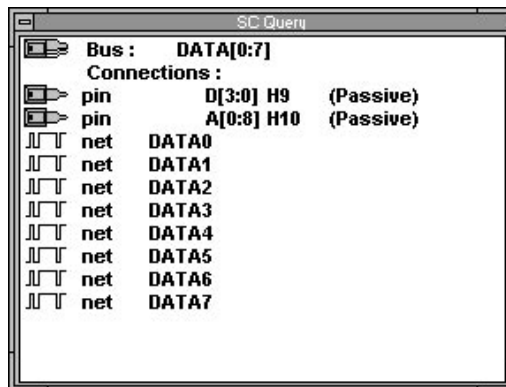 SC Query
Bus : DATA[0:7]
Connections :
pin D[3:0] H9 (Passive)
pin A[0:8] H10 (Passive)
net DATA0
net DATA1
net DATA2
net DATA3
net DATA4
net DATA5
net DATA6
net DATA7